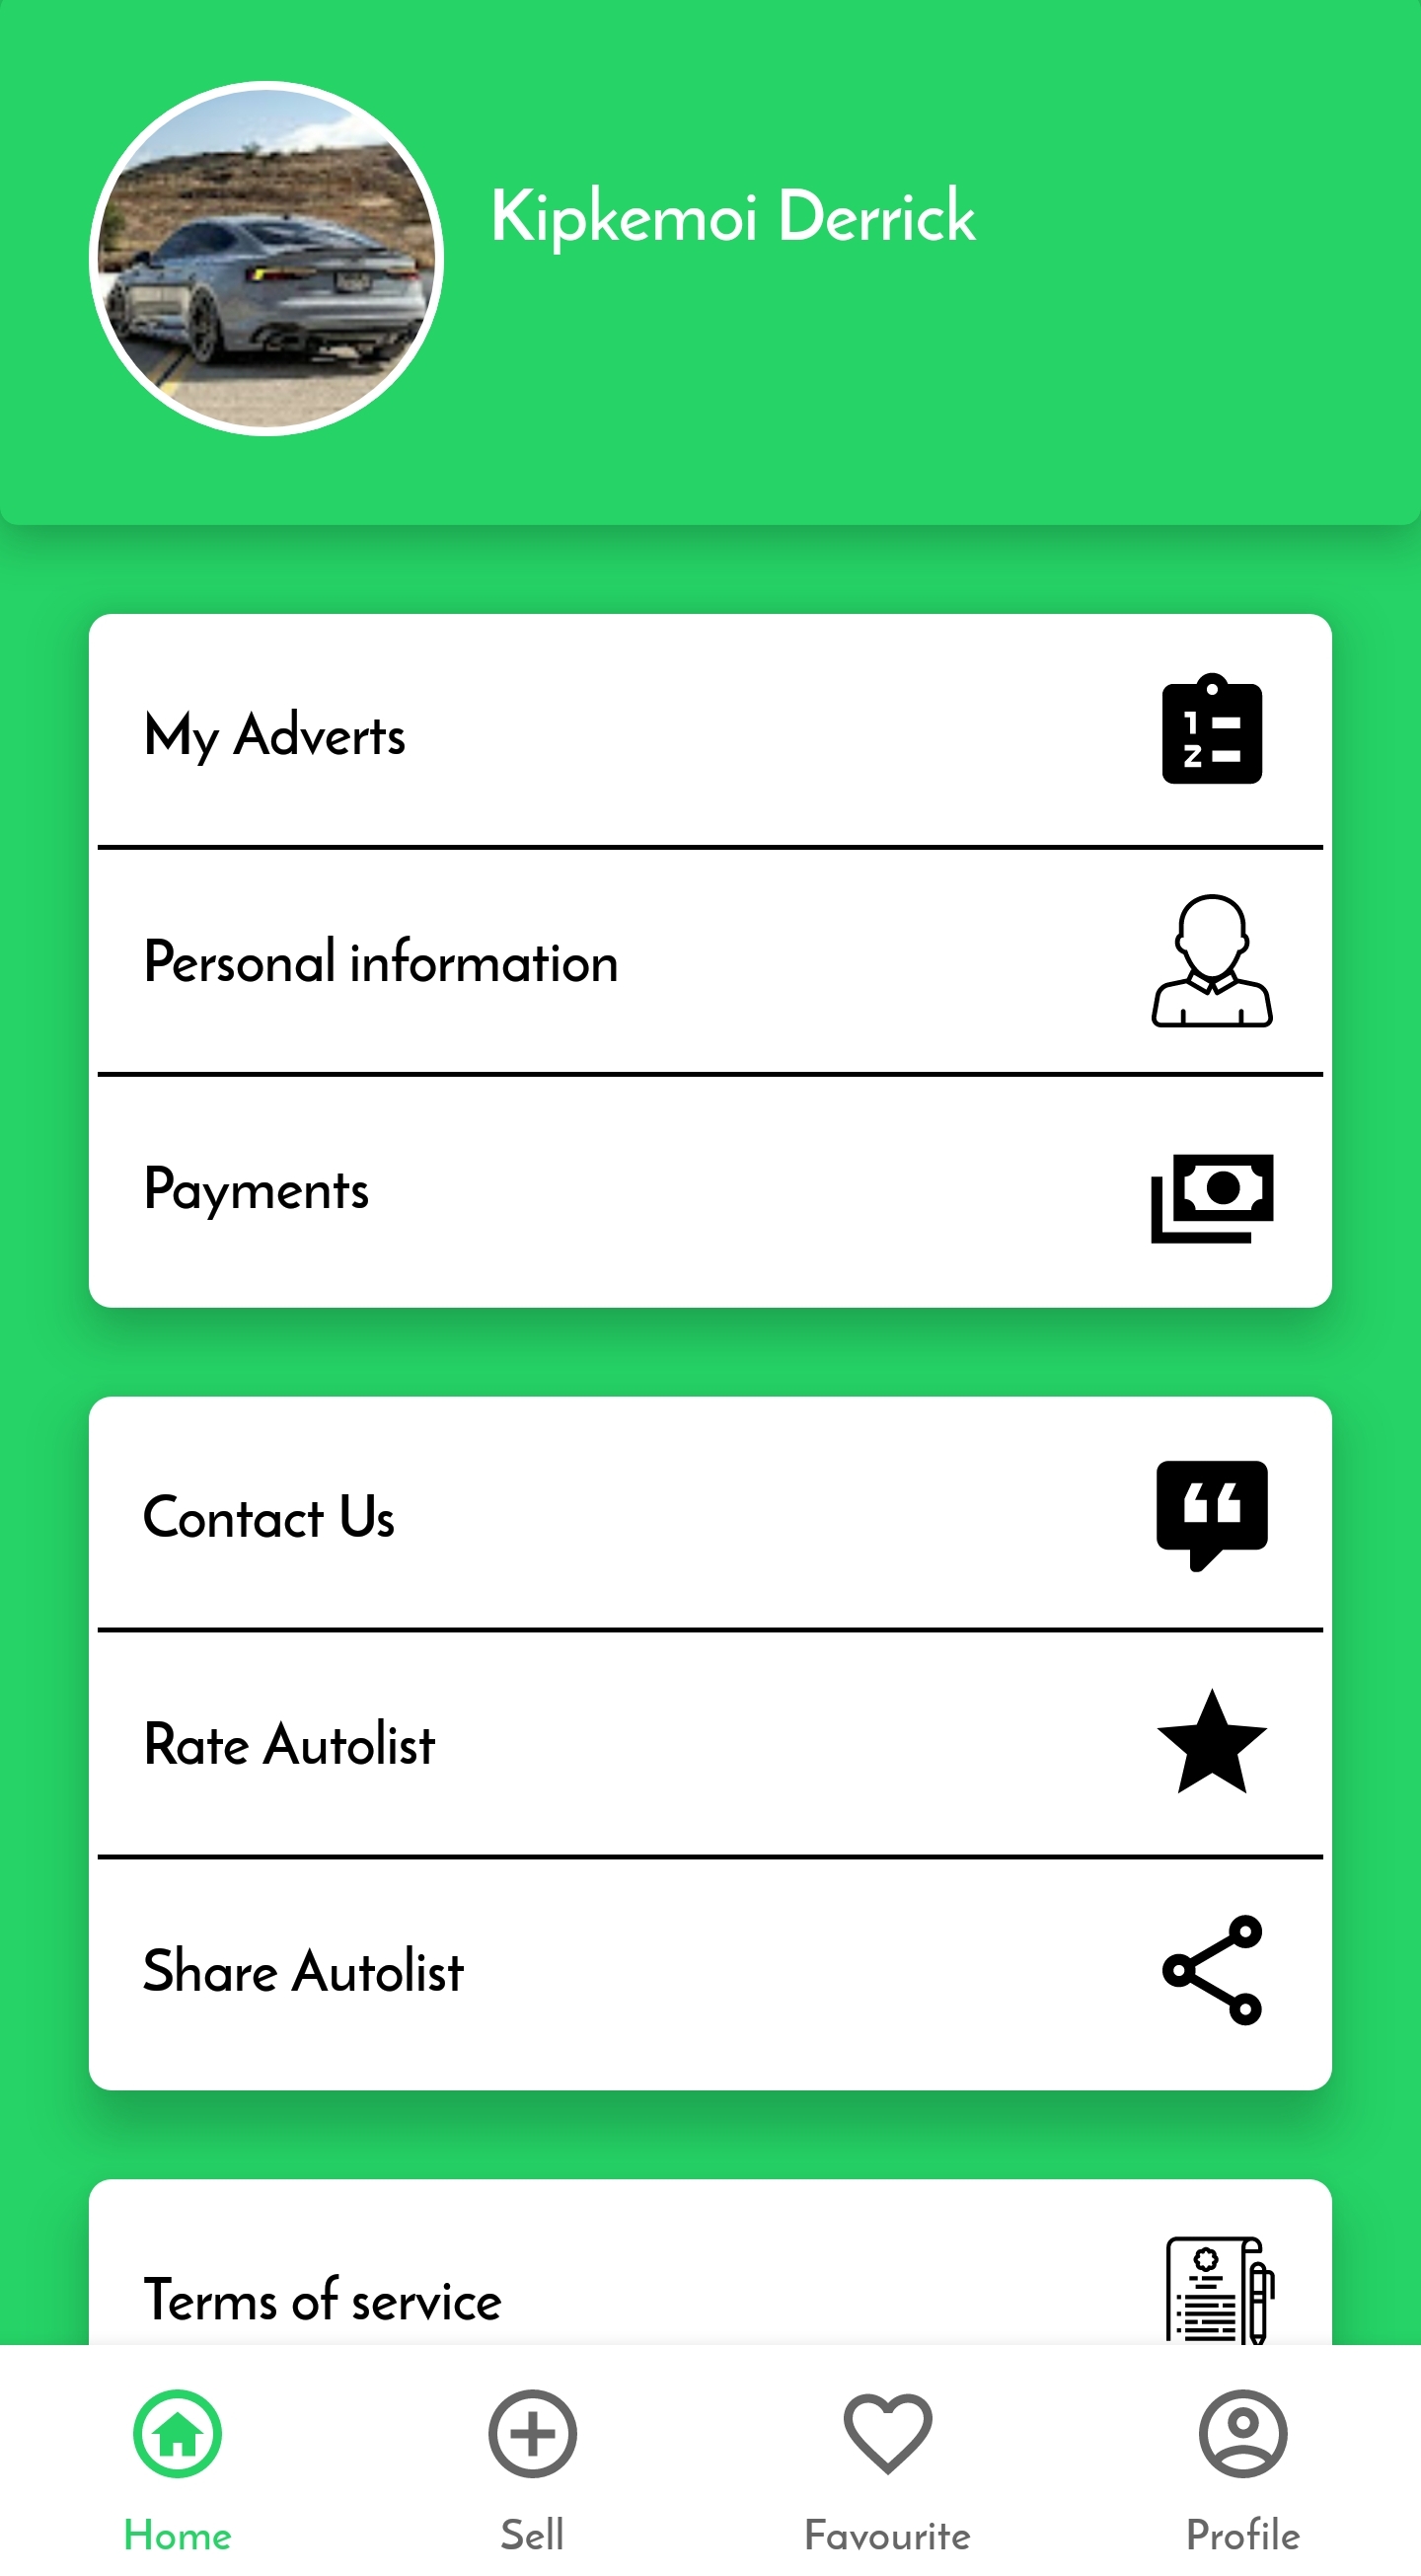 Kipkemoi Derrick
My Adverts
Personal information
Payments
Contact Us
Rate Autolist
Share Autolist
Terms of service
Home
Sell
Favourite
Profile